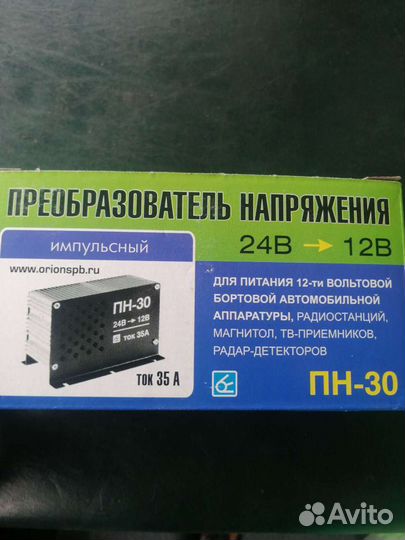 ПРЕОБРАЗОВАТЕЛЬ НАПРЯЖЕНИЯ
ИМПУЛЬСНЫЙ
24В → 12В
www.orionspb.ru
ПН-30
24В → 12В
ток 35А
ТОК 35 А
ДЛЯ ПИТАНИЯ 12-ти ВОЛЬТОВОЙ
БОРТОВОЙ АВТОМОБИЛЬНОЙ
АППАРАТУРЫ, РАДИОСТАНЦИЙ,
МАГНИТОЛ, ТВ-ПРИЕМНИКОВ,
РАДАР-ДЕТЕКТОРОВ
ПН-30
Avito